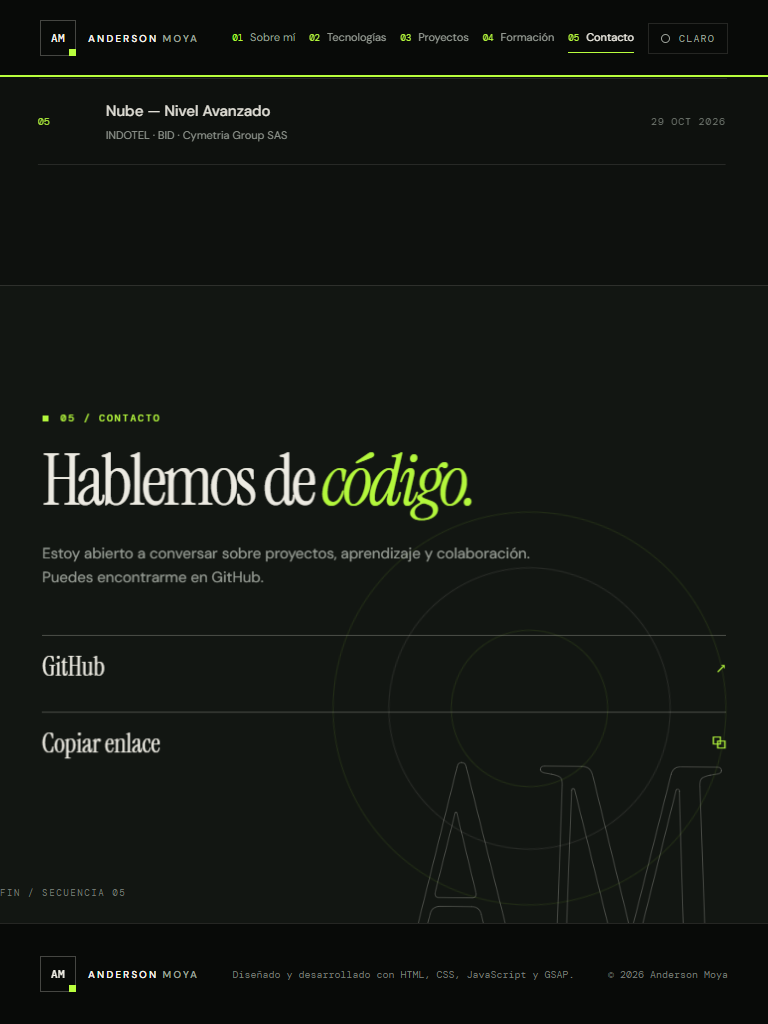 AM ANDERSON MOYA 01 Sobre mí 02 Tecnologías 03 Proyectos 04 Formación 05 Contacto CLARO
05 Nube — Nivel Avanzado 29 OCT 2026
INDOTEL · BID · Cymetria Group SAS
05 / CONTACTO
Hablemos de código.
Estoy abierto a conversar sobre proyectos, aprendizaje y colaboración.
Puedes encontrarme en GitHub.
GitHub ↗
Copiar enlace
AM
FIN / SECUENCIA 05
AM ANDERSON MOYA Diseñado y desarrollado con HTML, CSS, JavaScript y GSAP. © 2026 Anderson Moya